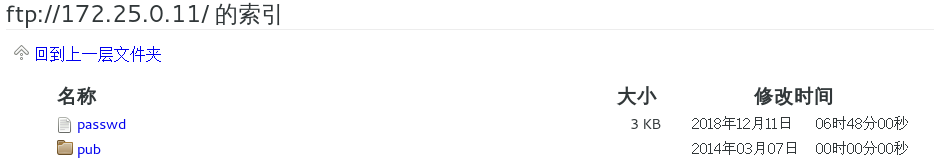 ftp://172.25.0.11/ 的索引
回到上一层文件夹
名称 大小 修改时间
passwd 3 KB 2018年12月11日 06时48分00秒
pub 2014年03月07日 00时00分00秒